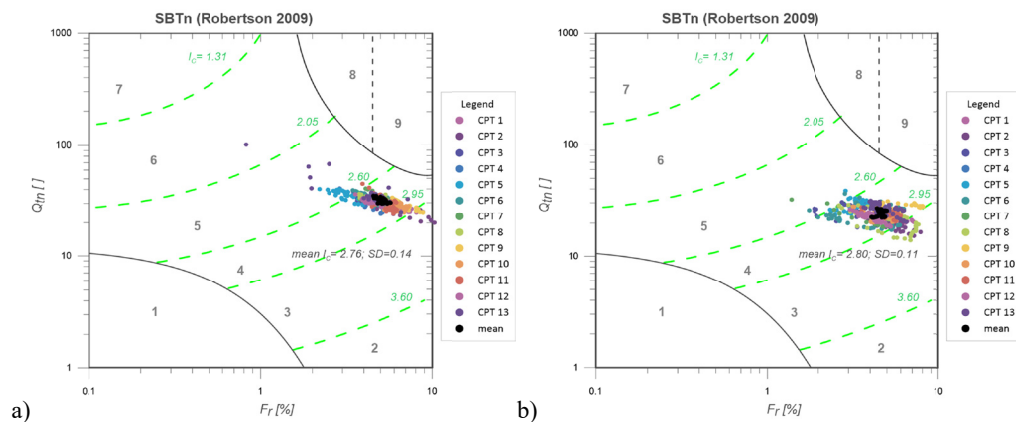 SBTn (Robertson 2009)
1000
100
10
1
Qtn [ ]
0.1
1
10
Fr [%]
Ic= 1.31
2.05
2.60
2.95
3.60
7
6
5
4
3
2
1
8
9
mean Ic= 2.76; SD=0.14
Legend
CPT 1
CPT 2
CPT 3
CPT 4
CPT 5
CPT 6
CPT 7
CPT 8
CPT 9
CPT 10
CPT 11
CPT 12
CPT 13
mean
a)
SBTn (Robertson 2009)
1000
100
10
1
Qtn [ ]
0.1
1
10
Fr [%]
Ic= 1.31
2.05
2.60
2.95
3.60
7
6
5
4
3
2
1
8
9
mean Ic= 2.80; SD=0.11
Legend
CPT 1
CPT 2
CPT 3
CPT 4
CPT 5
CPT 6
CPT 7
CPT 8
CPT 9
CPT 10
CPT 11
CPT 12
CPT 13
mean
b)